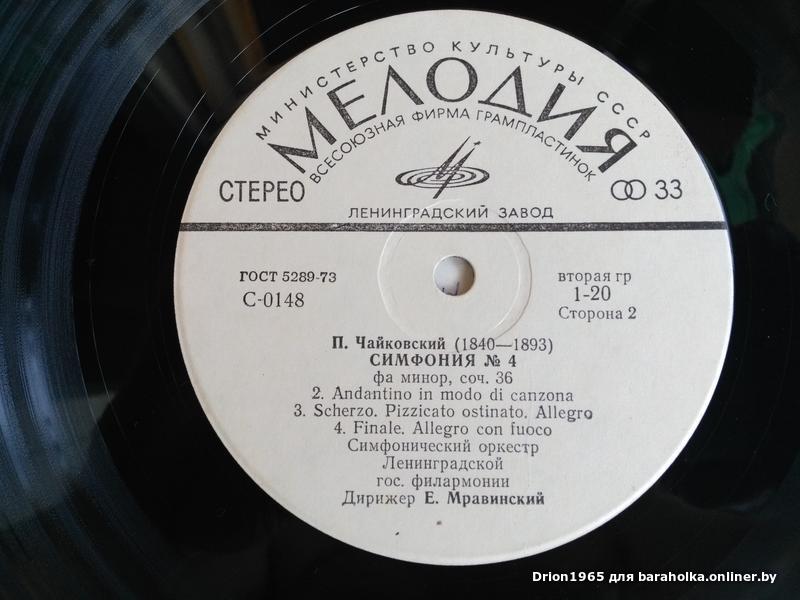 МИНИСТЕРСТВО КУЛЬТУРЫ СССР
МЕЛОДИЯ
ВСЕСОЮЗНАЯ ФИРМА ГРАМПЛАСТИНОК
СТЕРЕО
33
ЛЕНИНГРАДСКИЙ ЗАВОД
ГОСТ 5289-73
С-0148
вторая гр
1-20
Сторона 2
П. Чайковский (1840—1893)
СИМФОНИЯ № 4
фа минор, соч. 36
2. Andantino in modo di canzona
3. Scherzo. Pizzicato ostinato. Allegro
4. Finale. Allegro con fuoco
Симфонический оркестр
Ленинградской
гос. филармонии
Дирижер Е. Мравинский
Drion1965 для baraholka.onliner.by